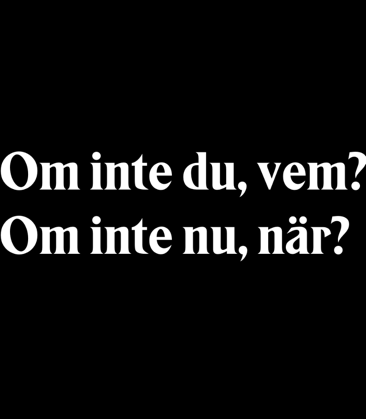 Om inte du, vem?
Om inte nu, när?